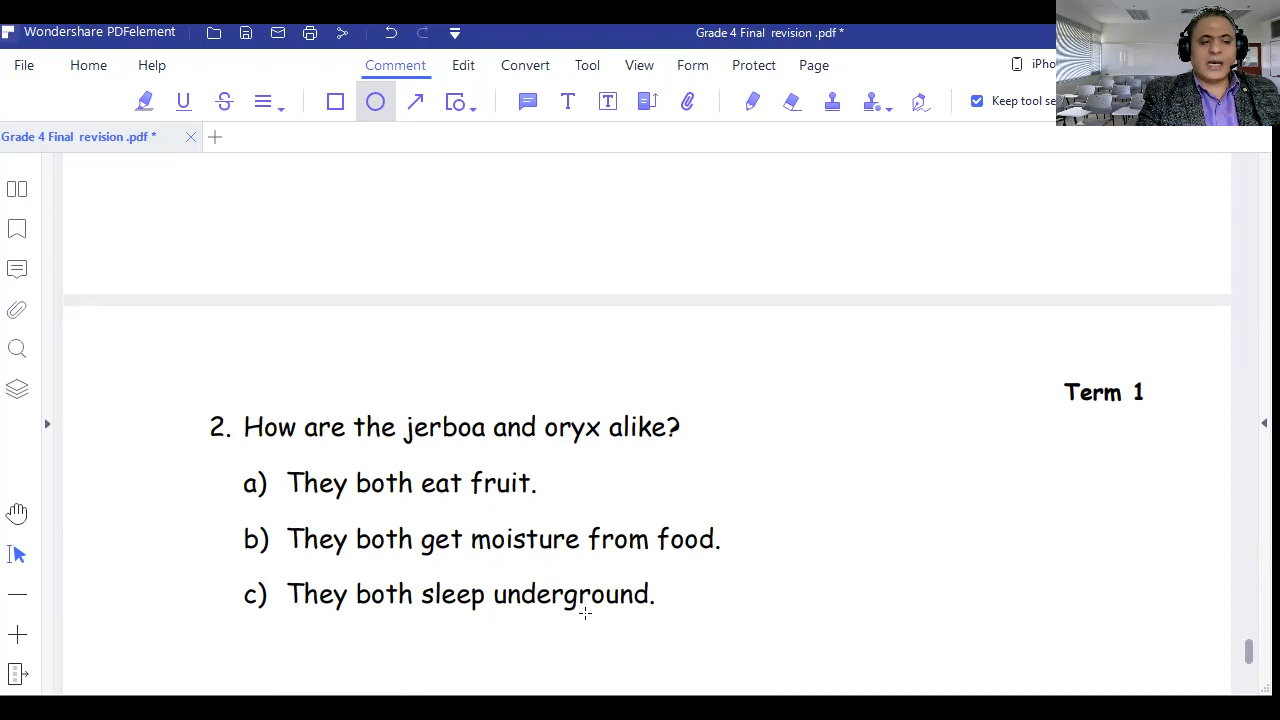 Wondershare PDFelement
Grade 4 Final revision .pdf *
File Home Help Comment Edit Convert Tool View Form Protect Page
Keep tool se
Grade 4 Final revision .pdf *
Term 1
2. How are the jerboa and oryx alike?
a) They both eat fruit.
b) They both get moisture from food.
c) They both sleep underground.